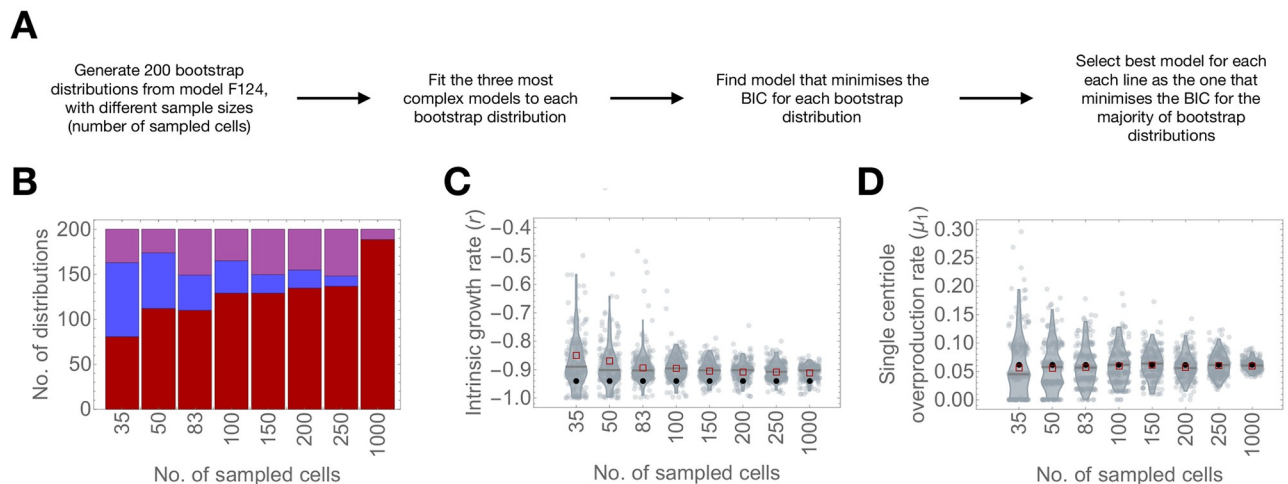 A
Generate 200 bootstrap
distributions from model F124,
with different sample sizes
(number of sampled cells)
Fit the three most
complex models to each
bootstrap distribution
Find model that minimises the
BIC for each bootstrap
distribution
Select best model for each
each line as the one that
minimises the BIC for the
majority of bootstrap
distributions
B
No. of distributions
200
150
100
50
0
35
50
83
100
150
200
250
1000
No. of sampled cells
C
Intrinsic growth rate (r)
−0.4
−0.5
−0.6
−0.7
−0.8
−0.9
−1.0
35
50
83
100
150
200
250
1000
No. of sampled cells
D
Single centriole
overproduction rate (μ₁)
0.30
0.25
0.20
0.15
0.10
0.05
0.00
35
50
83
100
150
200
250
1000
No. of sampled cells